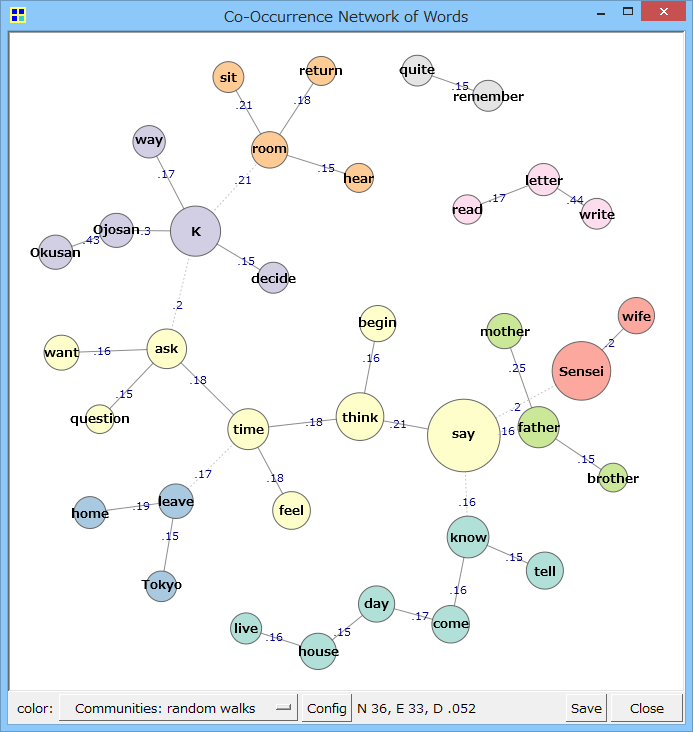 Co-Occurrence Network of Words
sit
return
quite
.15
remember
.21
.18
way
room
.15
hear
.17
.21
letter
.17
.44
read
write
Okusan
.43
Ojosan
.3
K
.15
decide
.2
begin
mother
wife
want
.16
ask
.16
.2
Sensei
.25
.15
.18
.2
question
time
.18
think
.21
say
.16
father
.15
brother
.17
.18
home
.19
leave
feel
.16
.15
know
.15
tell
Tokyo
.16
live
.16
house
.15
day
.17
come
color:
Communities: random walks
Config
N 36, E 33, D .052
Save
Close